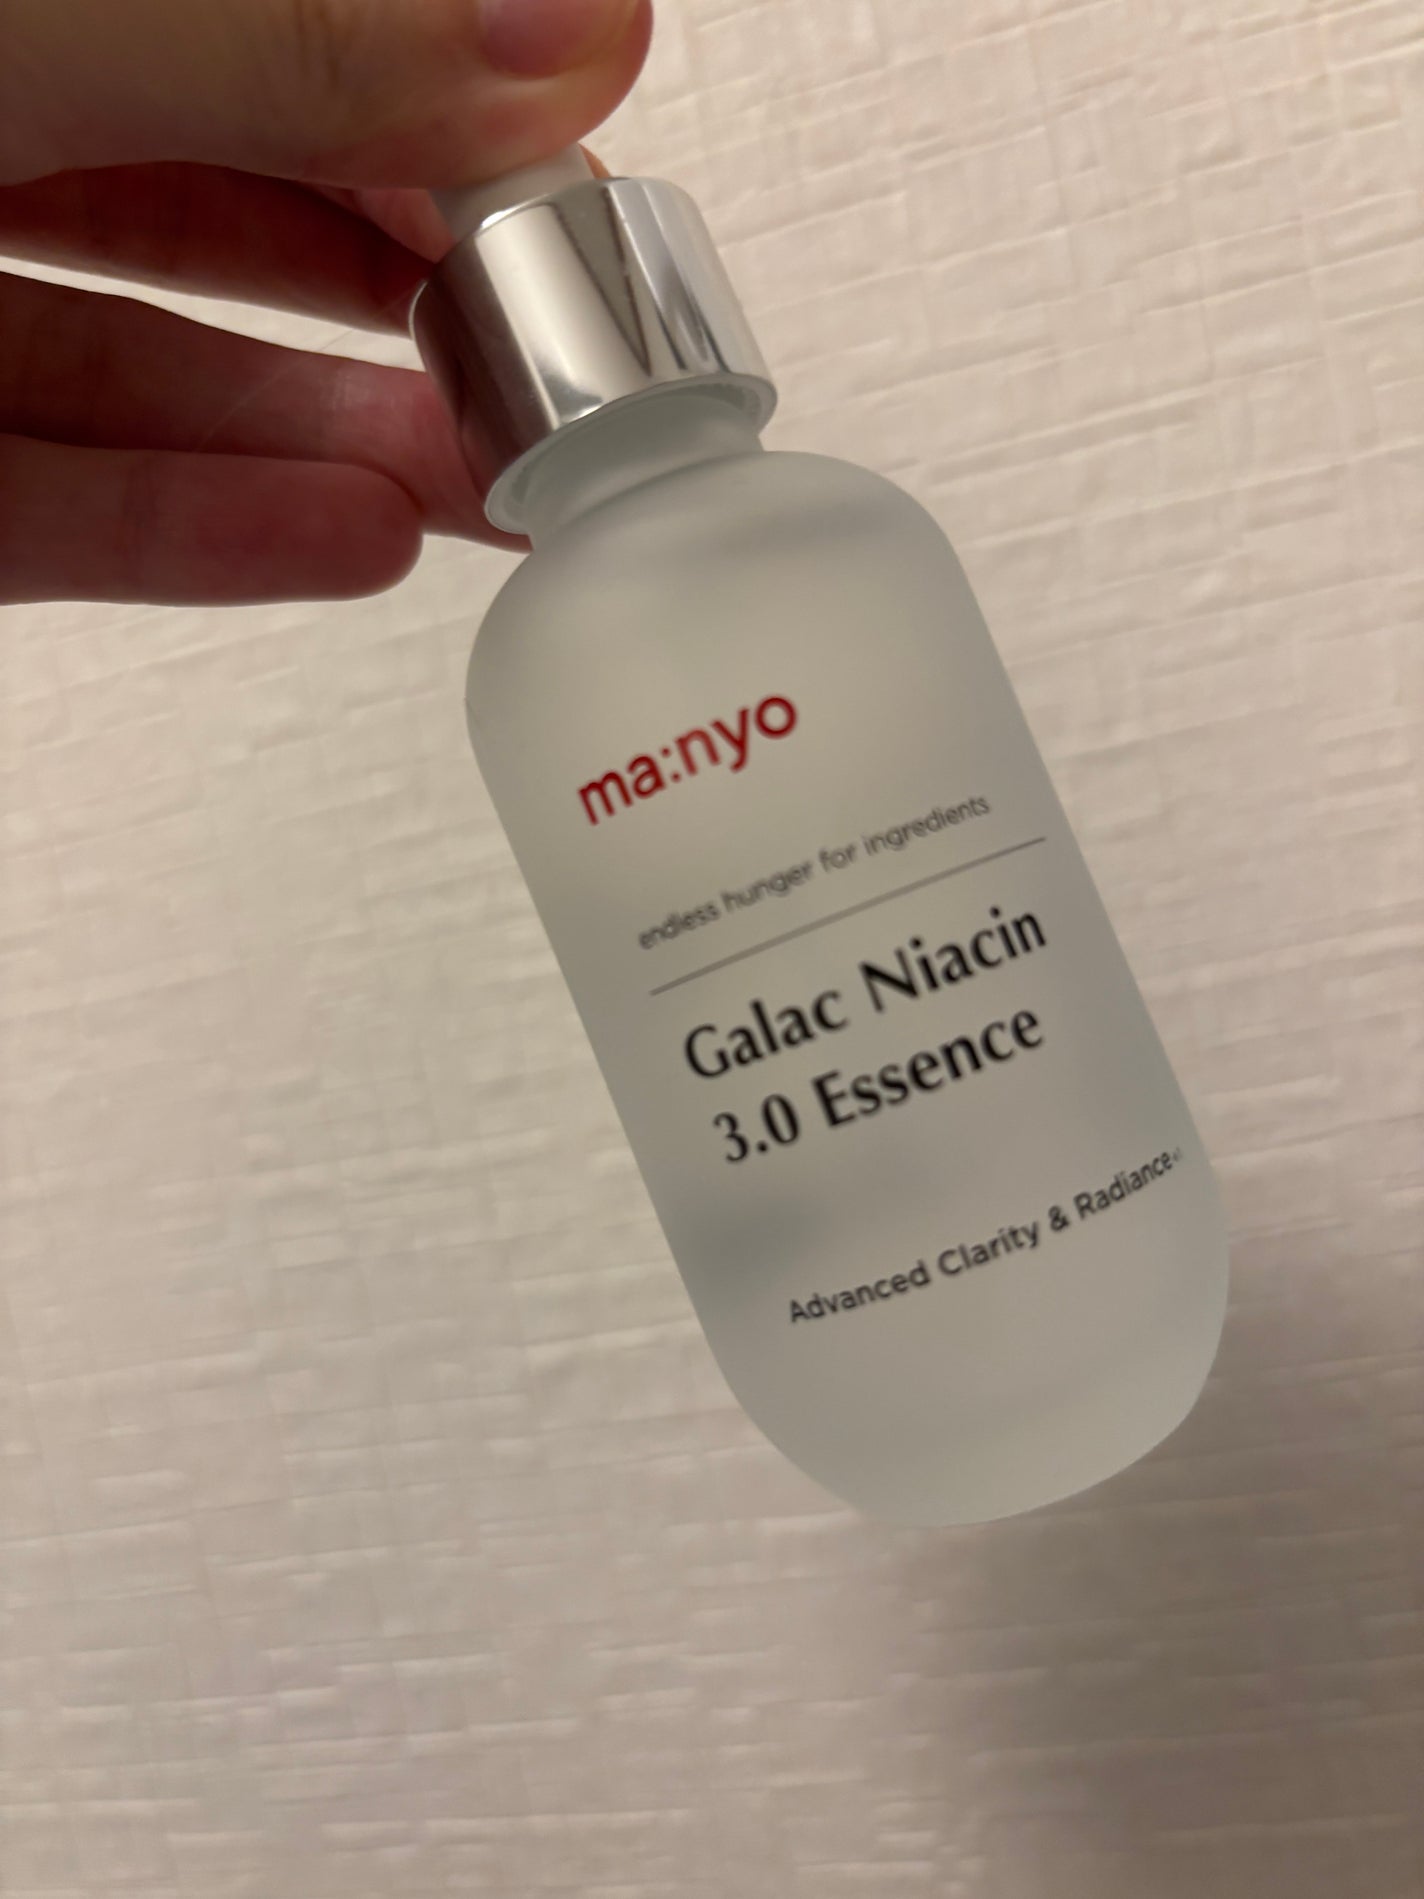 ma:nyo
endless hunger for ingredients
Galac Niacin
3.0 Essence
Advanced Clarity & Radiance